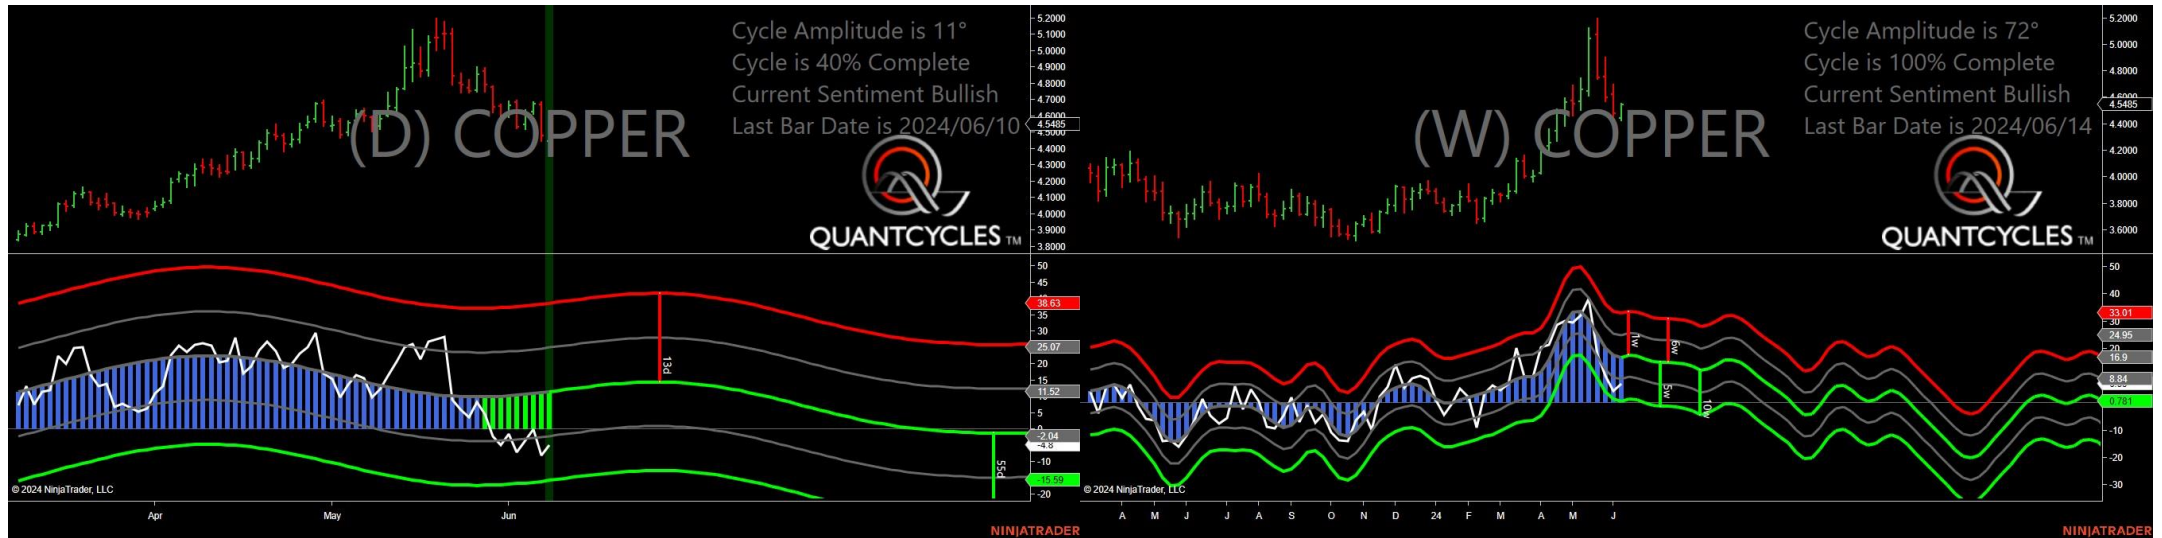 Cycle Amplitude is 11°
Cycle is 40% Complete
Current Sentiment Bullish
Last Bar Date is 2024/06/10
(D) COPPER
QUANTCYCLES TM
5.2000
5.1000
5.0000
4.9000
4.8000
4.7000
4.5485
4.5000
4.4000
4.3000
4.2000
4.1000
4.0000
3.9000
3.8000
50
45
40
38.63
35
30
25.07
20
15
11.52
5
0
-2.04
-4.8
-10
-15.59
-20
13d
55d
© 2024 NinjaTrader, LLC
Apr May Jun
NINJATRADER
Cycle Amplitude is 72°
Cycle is 100% Complete
Current Sentiment Bullish
Last Bar Date is 2024/06/14
(W) COPPER
QUANTCYCLES TM
5.2000
5.0000
4.8000
4.6000
4.5485
4.4000
4.2000
4.0000
3.8000
3.6000
50
40
33.01
30
24.95
20
16.9
8.84
0.781
-10
-20
-30
1w
6w
5w
10w
© 2024 NinjaTrader, LLC
A M J J A S O N D 24 F M A M J
NINJATRADER